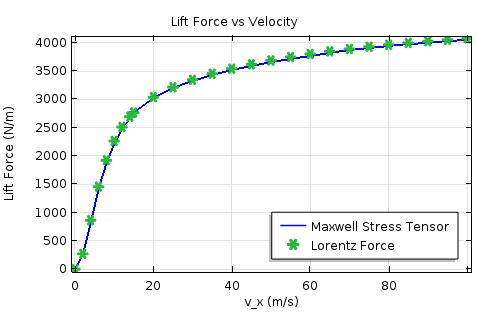 Lift Force vs Velocity
Lift Force (N/m)
4000
3500
3000
2500
2000
1500
1000
500
0
Maxwell Stress Tensor
Lorentz Force
0 20 40 60 80
v_x (m/s)